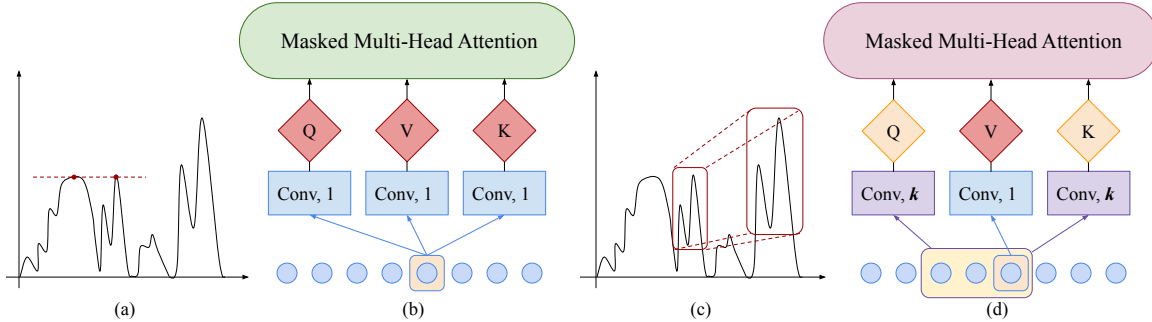 Masked Multi-Head Attention
Q V K
Conv, 1 Conv, 1 Conv, 1
Masked Multi-Head Attention
Q V K
Conv, k Conv, 1 Conv, k
(a) (b) (c) (d)